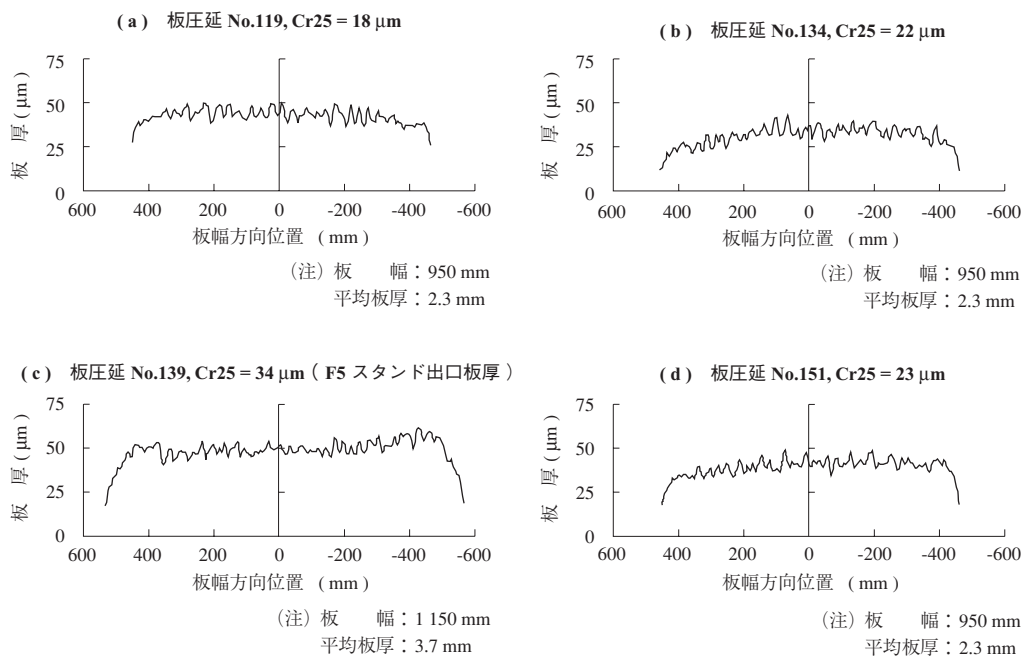 ( a ) 板圧延 No.119, Cr25 = 18 μm
75
50
25
0
板 厚 ( μm )
600 400 200 0 -200 -400 -600
板幅方向位置 ( mm )
（注）板 幅：950 mm
平均板厚：2.3 mm
( b ) 板圧延 No.134, Cr25 = 22 μm
75
50
25
0
板 厚 ( μm )
600 400 200 0 -200 -400 -600
板幅方向位置 ( mm )
（注）板 幅：950 mm
平均板厚：2.3 mm
( c ) 板圧延 No.139, Cr25 = 34 μm ( F5 スタンド出口板厚 )
75
50
25
0
板 厚 ( μm )
600 400 200 0 -200 -400 -600
板幅方向位置 ( mm )
（注）板 幅：1 150 mm
平均板厚：3.7 mm
( d ) 板圧延 No.151, Cr25 = 23 μm
75
50
25
0
板 厚 ( μm )
600 400 200 0 -200 -400 -600
板幅方向位置 ( mm )
（注）板 幅：950 mm
平均板厚：2.3 mm